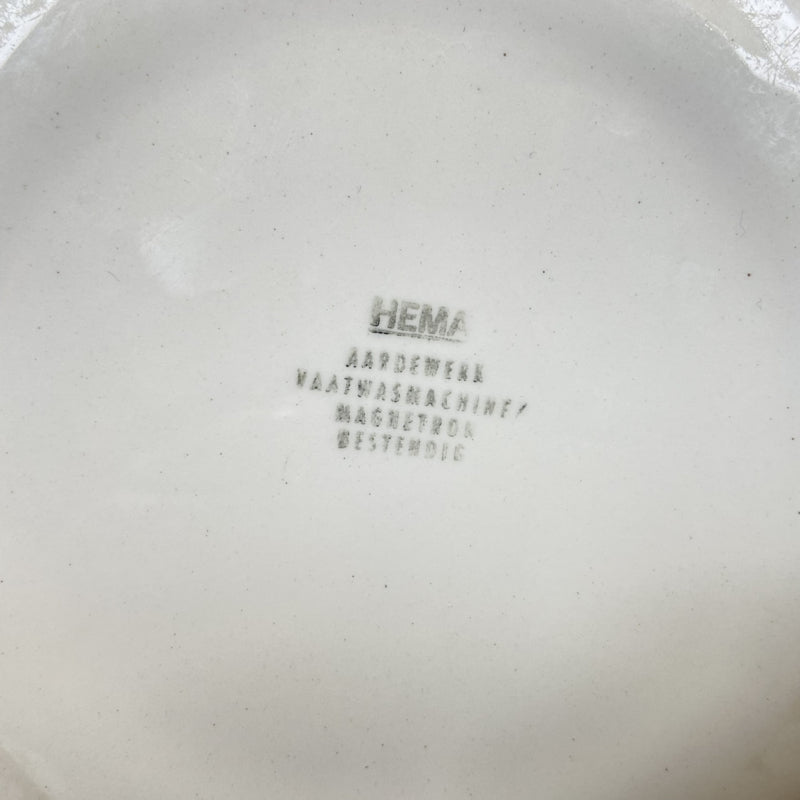 HEMA
AARDEWERK
VAATWASMACHINE/
MAGNETRON
BESTENDIG